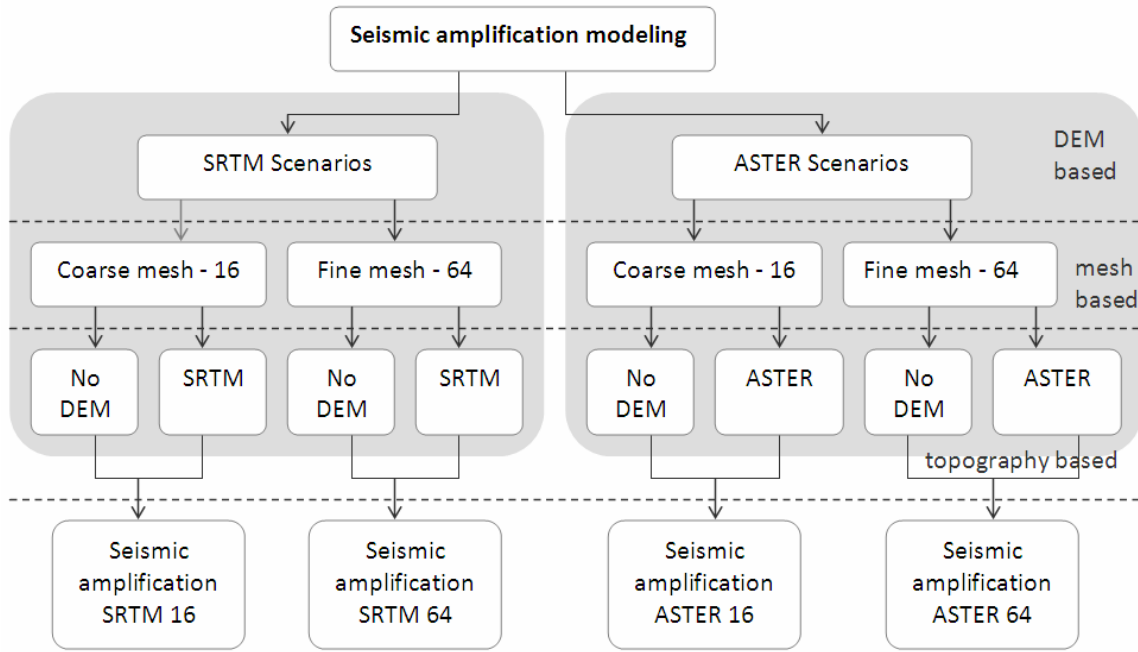 Seismic amplification modeling
SRTM Scenarios
ASTER Scenarios
DEM
based
Coarse mesh - 16
Fine mesh - 64
Coarse mesh - 16
Fine mesh - 64
mesh
based
No
DEM
SRTM
No
DEM
SRTM
No
DEM
ASTER
No
DEM
ASTER
topography based
Seismic
amplification
SRTM 16
Seismic
amplification
SRTM 64
Seismic
amplification
ASTER 16
Seismic
amplification
ASTER 64